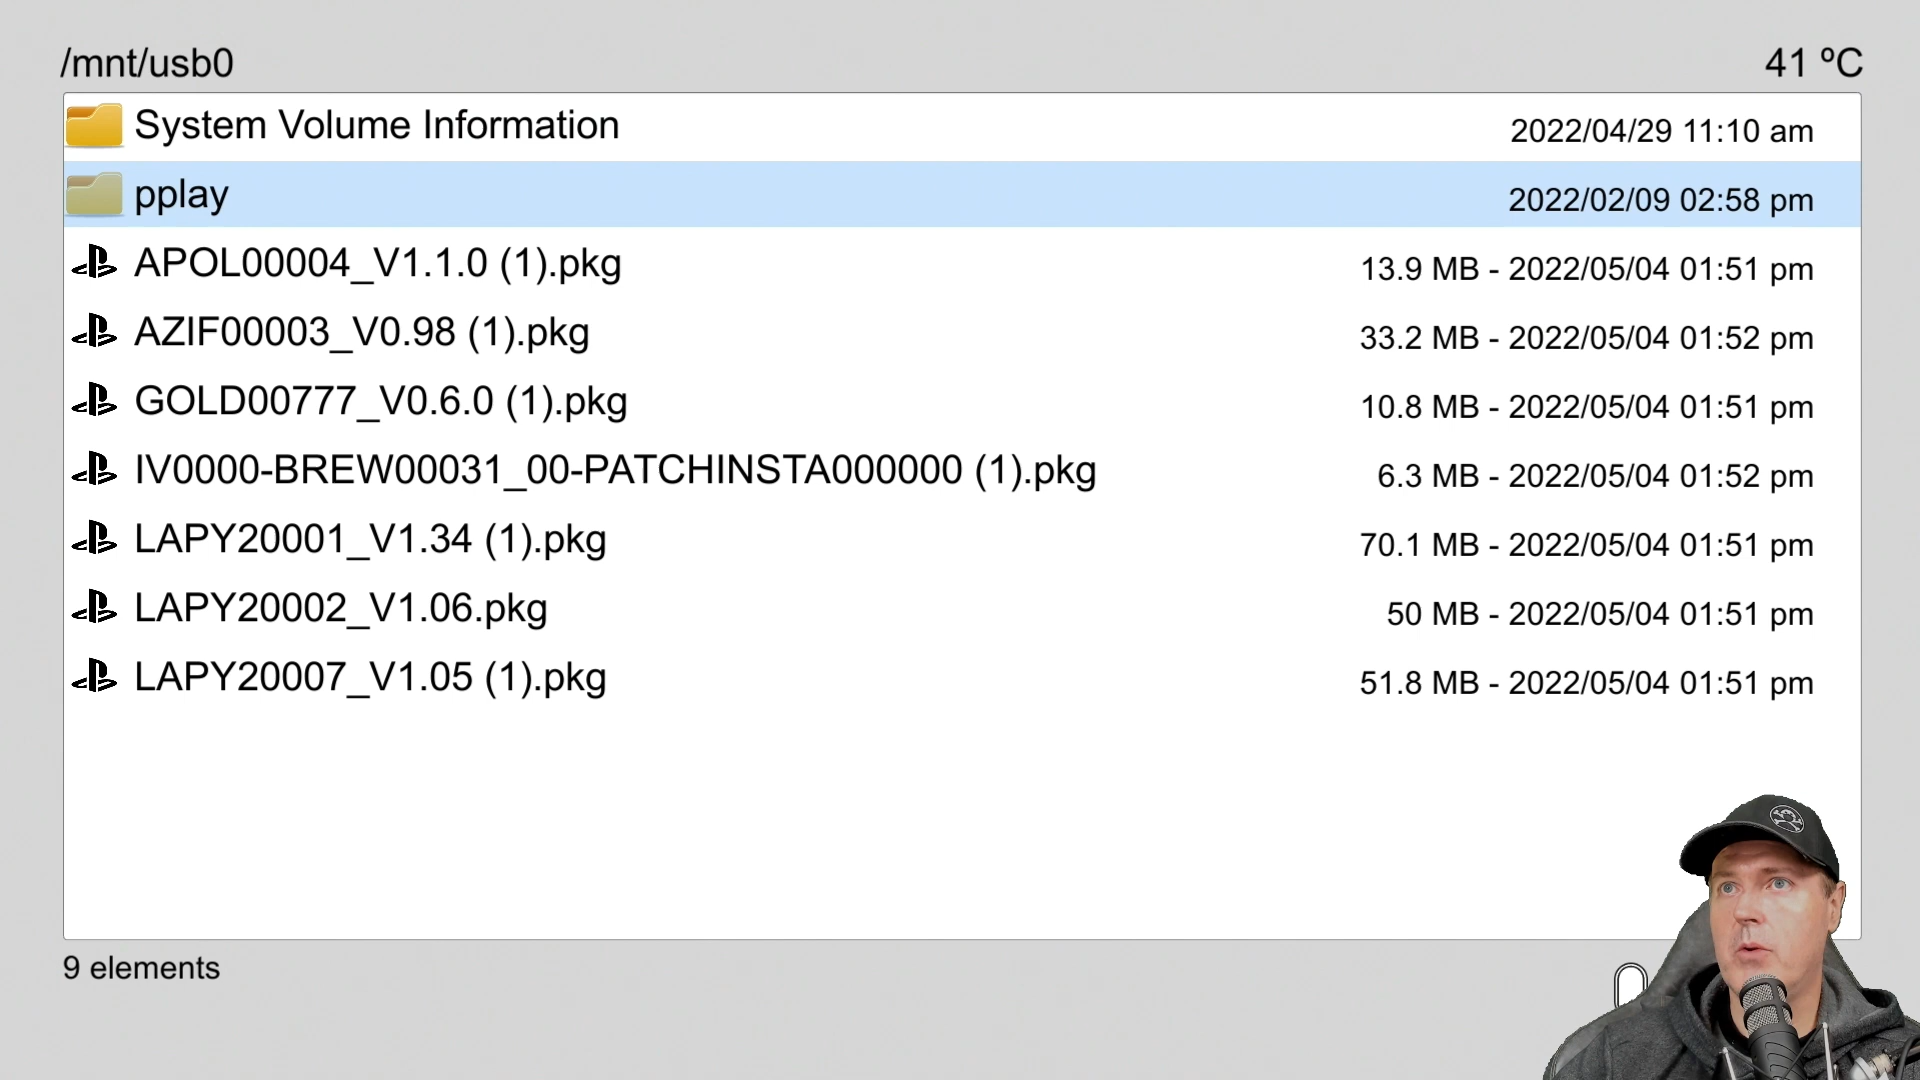 /mnt/usb0 41 ºC
System Volume Information 2022/04/29 11:10 am
pplay 2022/02/09 02:58 pm
APOL00004_V1.1.0 (1).pkg 13.9 MB - 2022/05/04 01:51 pm
AZIF00003_V0.98 (1).pkg 33.2 MB - 2022/05/04 01:52 pm
GOLD00777_V0.6.0 (1).pkg 10.8 MB - 2022/05/04 01:51 pm
IV0000-BREW00031_00-PATCHINSTA000000 (1).pkg 6.3 MB - 2022/05/04 01:52 pm
LAPY20001_V1.34 (1).pkg 70.1 MB - 2022/05/04 01:51 pm
LAPY20002_V1.06.pkg 50 MB - 2022/05/04 01:51 pm
LAPY20007_V1.05 (1).pkg 51.8 MB - 2022/05/04 01:51 pm
9 elements